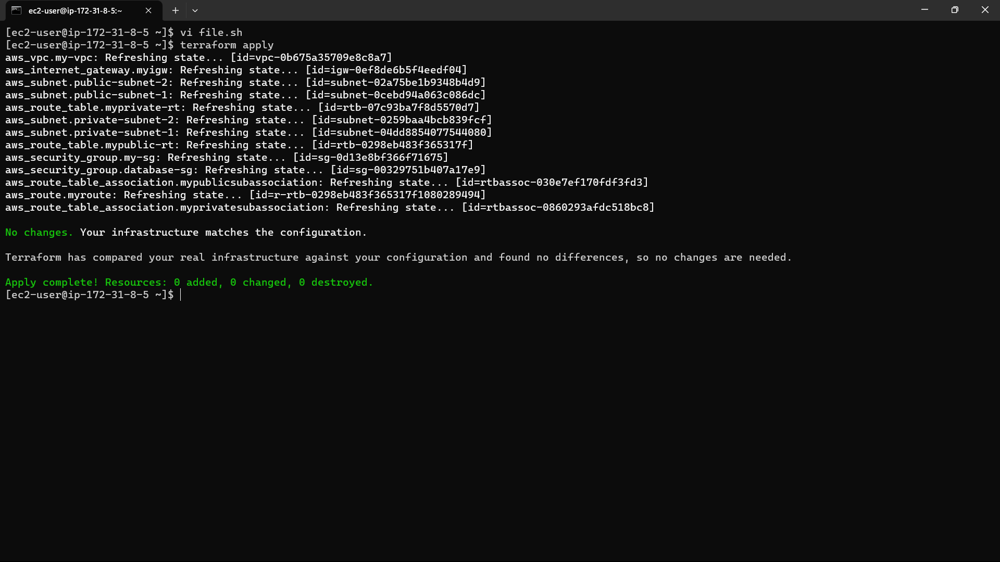 ec2-user@ip-172-31-8-5:~
[ec2-user@ip-172-31-8-5 ~]$ vi file.sh
[ec2-user@ip-172-31-8-5 ~]$ terraform apply
aws_vpc.my-vpc: Refreshing state... [id=vpc-0b675a35709e8c8a7]
aws_internet_gateway.myigw: Refreshing state... [id=igw-0ef8de6b5f4eedf04]
aws_subnet.public-subnet-2: Refreshing state... [id=subnet-02a75be1b9348b4d9]
aws_subnet.public-subnet-1: Refreshing state... [id=subnet-0cebd94a063c086dc]
aws_route_table.myprivate-rt: Refreshing state... [id=rtb-07c93ba7f8d5570d7]
aws_subnet.private-subnet-2: Refreshing state... [id=subnet-0259baa4bcb839fcf]
aws_subnet.private-subnet-1: Refreshing state... [id=subnet-04dd8854077544080]
aws_route_table.mypublic-rt: Refreshing state... [id=rtb-0298eb483f365317f]
aws_security_group.my-sg: Refreshing state... [id=sg-0d13e8bf366f71675]
aws_security_group.database-sg: Refreshing state... [id=sg-00329751b407a17e9]
aws_route_table_association.mypublicsubassociation: Refreshing state... [id=rtbassoc-030e7ef170fdf3fd3]
aws_route.myroute: Refreshing state... [id=r-rtb-0298eb483f365317f1080289494]
aws_route_table_association.myprivatesubassociation: Refreshing state... [id=rtbassoc-0860293afdc518bc8]
No changes. Your infrastructure matches the configuration.
Terraform has compared your real infrastructure against your configuration and found no differences, so no changes are needed.
Apply complete! Resources: 0 added, 0 changed, 0 destroyed.
[ec2-user@ip-172-31-8-5 ~]$